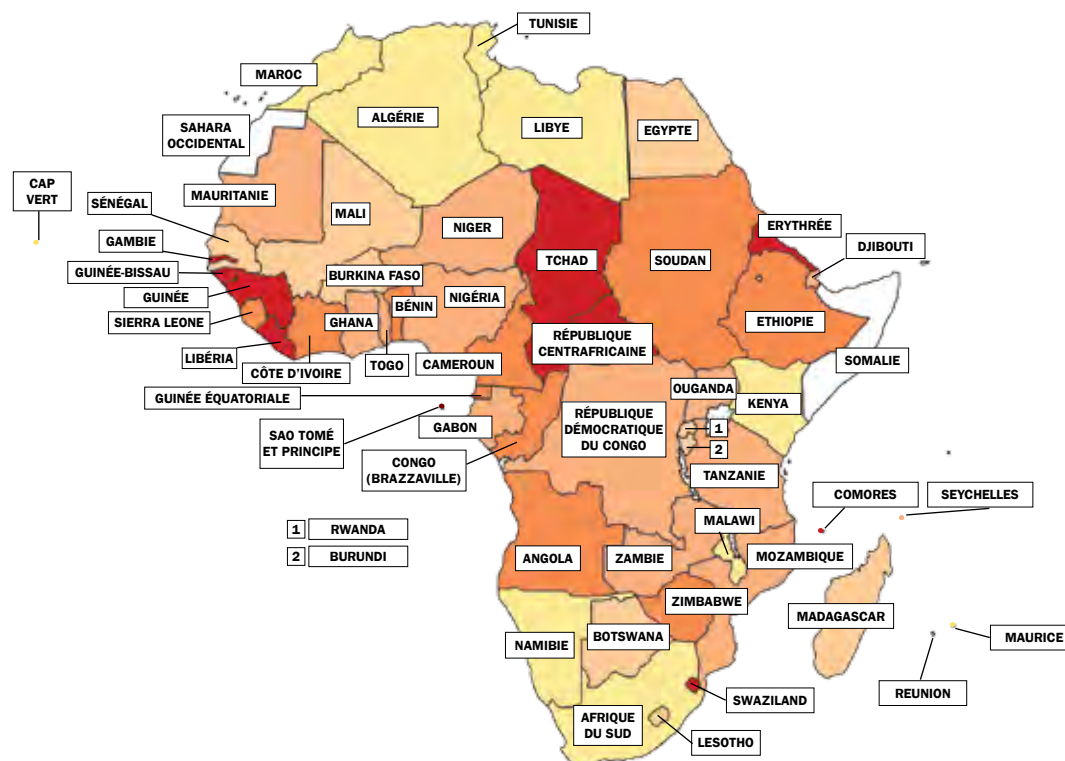 TUNISIE
MAROC
ALGÉRIE
LIBYE
EGYPTE
SAHARA
OCCIDENTAL
CAP
VERT
MAURITANIE
SÉNÉGAL
MALI
NIGER
ERYTHRÉE
GAMBIE
TCHAD
SOUDAN
DJIBOUTI
GUINÉE-BISSAU
BURKINA FASO
GUINÉE
NIGÉRIA
BÉNIN
SIERRA LEONE
GHANA
ETHIOPIE
RÉPUBLIQUE
CENTRAFRICAINE
LIBÉRIA
TOGO
CAMEROUN
SOMALIE
CÔTE D'IVOIRE
OUGANDA
GUINÉE ÉQUATORIALE
KENYA
RÉPUBLIQUE
DÉMOCRATIQUE
DU CONGO
GABON
1
SAO TOMÉ
ET PRINCIPE
2
CONGO
(BRAZZAVILLE)
TANZANIE
COMORES
SEYCHELLES
MALAWI
1 RWANDA
2 BURUNDI
ANGOLA
ZAMBIE
MOZAMBIQUE
ZIMBABWE
MADAGASCAR
NAMIBIE
BOTSWANA
MAURICE
REUNION
SWAZILAND
AFRIQUE
DU SUD
LESOTHO